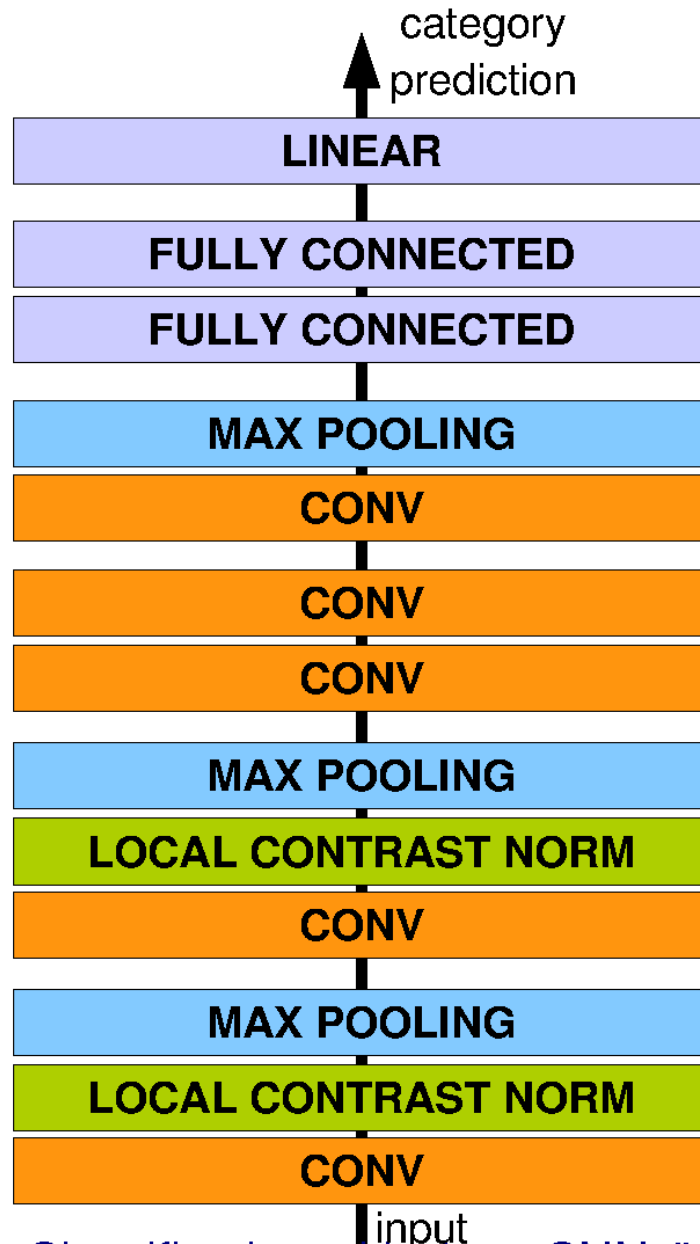 category
prediction
LINEAR
FULLY CONNECTED
FULLY CONNECTED
MAX POOLING
CONV
CONV
CONV
MAX POOLING
LOCAL CONTRAST NORM
CONV
MAX POOLING
LOCAL CONTRAST NORM
CONV
input